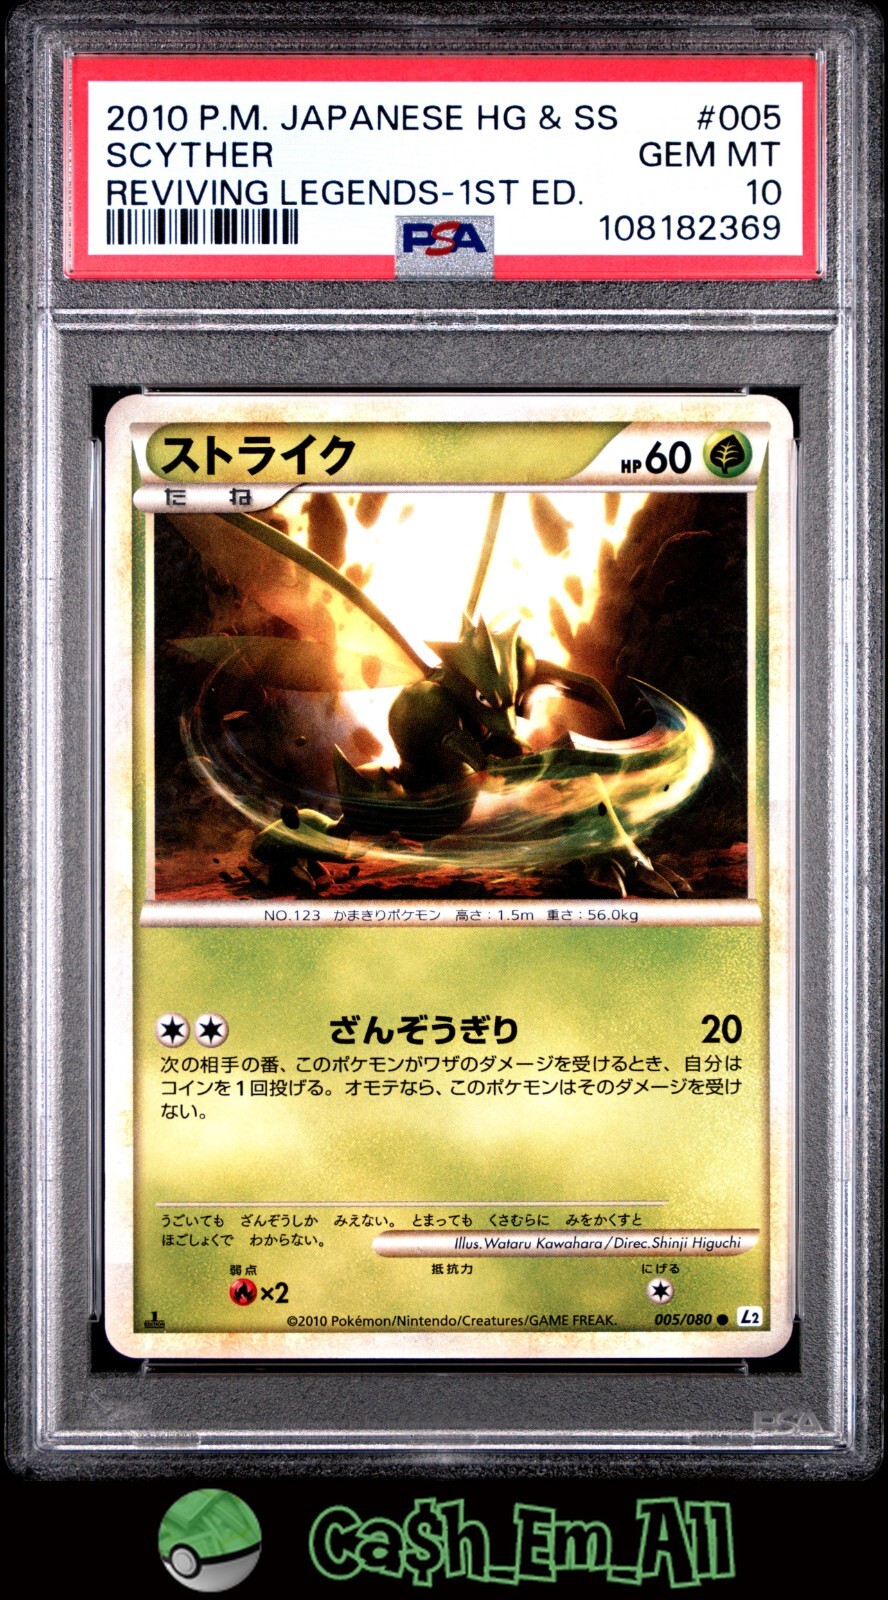 2010 P.M. JAPANESE HG & SS #005
SCYTHER GEM MT
REVIVING LEGENDS-1ST ED. 10
PSA 108182369
ストライク HP60
たね
NO.123 かまきりポケモン 高さ：1.5m 重さ：56.0kg
ざんぞうぎり 20
次の相手の番、このポケモンがワザのダメージを受けるとき、自分は
コインを1回投げる。オモテなら、このポケモンはそのダメージを受け
ない。
うごいても ざんぞうしか みえない。 とまっても くさむらに みをかくすと
ほごしょくで わからない。
Illus.Wataru Kawahara/Direc.Shinji Higuchi
弱点 抵抗力 にげる
×2
1 EDITION ©2010 Pokémon/Nintendo/Creatures/GAME FREAK. 005/080 ● L2
PSA
Ca$h_Em_All